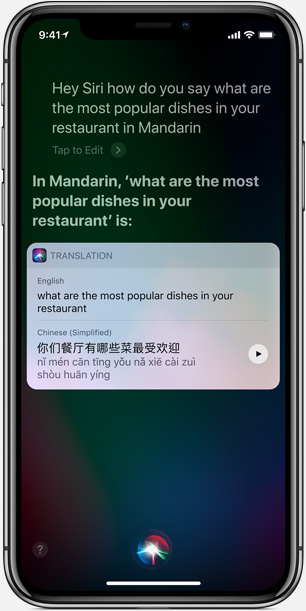 9:41
Hey Siri how do you say what are
the most popular dishes in your
restaurant in Mandarin
Tap to Edit
In Mandarin, ‘what are the most
popular dishes in your
restaurant’ is:
TRANSLATION
English
what are the most popular dishes in your
restaurant
Chinese (Simplified)
你们餐厅有哪些菜最受欢迎
nǐ mén cān tīng yǒu nǎ xiē cài zuì
shòu huān yíng
?